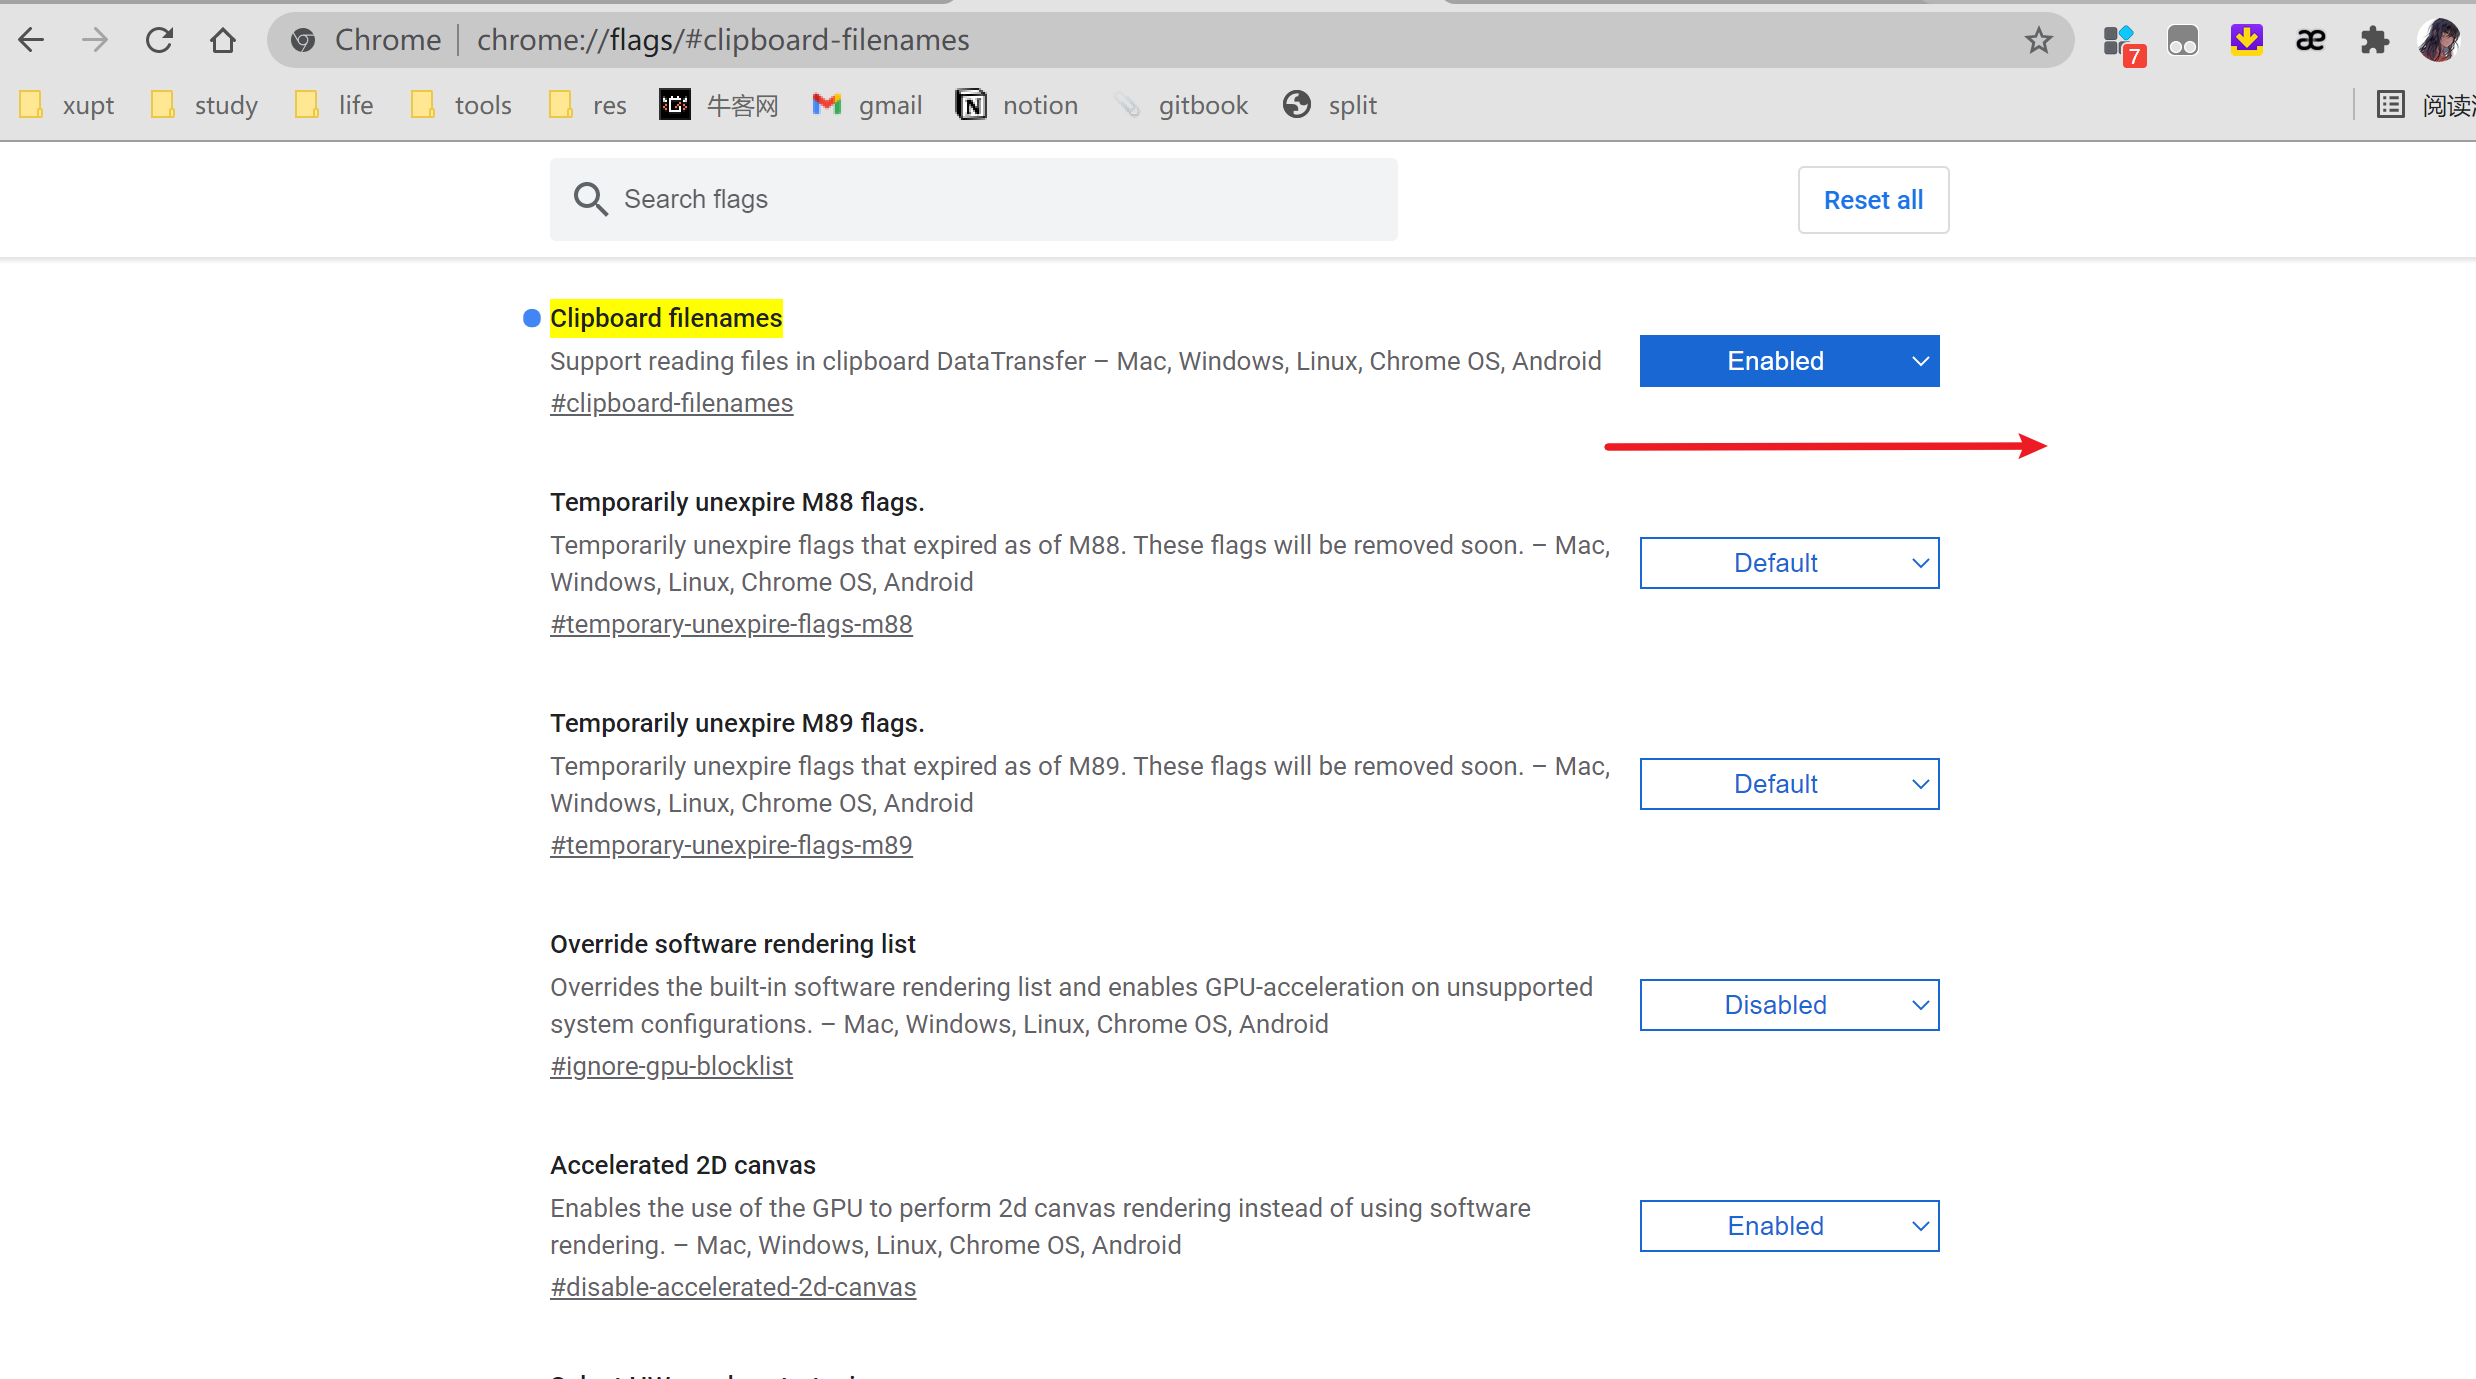 Chrome | chrome://flags/#clipboard-filenames
7
æ
xupt study life tools res 牛客网 gmail notion gitbook split 阅读
Search flags
Reset all
Clipboard filenames
Support reading files in clipboard DataTransfer – Mac, Windows, Linux, Chrome OS, Android
#clipboard-filenames
Enabled
Temporarily unexpire M88 flags.
Temporarily unexpire flags that expired as of M88. These flags will be removed soon. – Mac,
Windows, Linux, Chrome OS, Android
#temporary-unexpire-flags-m88
Default
Temporarily unexpire M89 flags.
Temporarily unexpire flags that expired as of M89. These flags will be removed soon. – Mac,
Windows, Linux, Chrome OS, Android
#temporary-unexpire-flags-m89
Default
Override software rendering list
Overrides the built-in software rendering list and enables GPU-acceleration on unsupported
system configurations. – Mac, Windows, Linux, Chrome OS, Android
#ignore-gpu-blocklist
Disabled
Accelerated 2D canvas
Enables the use of the GPU to perform 2d canvas rendering instead of using software
rendering. – Mac, Windows, Linux, Chrome OS, Android
#disable-accelerated-2d-canvas
Enabled